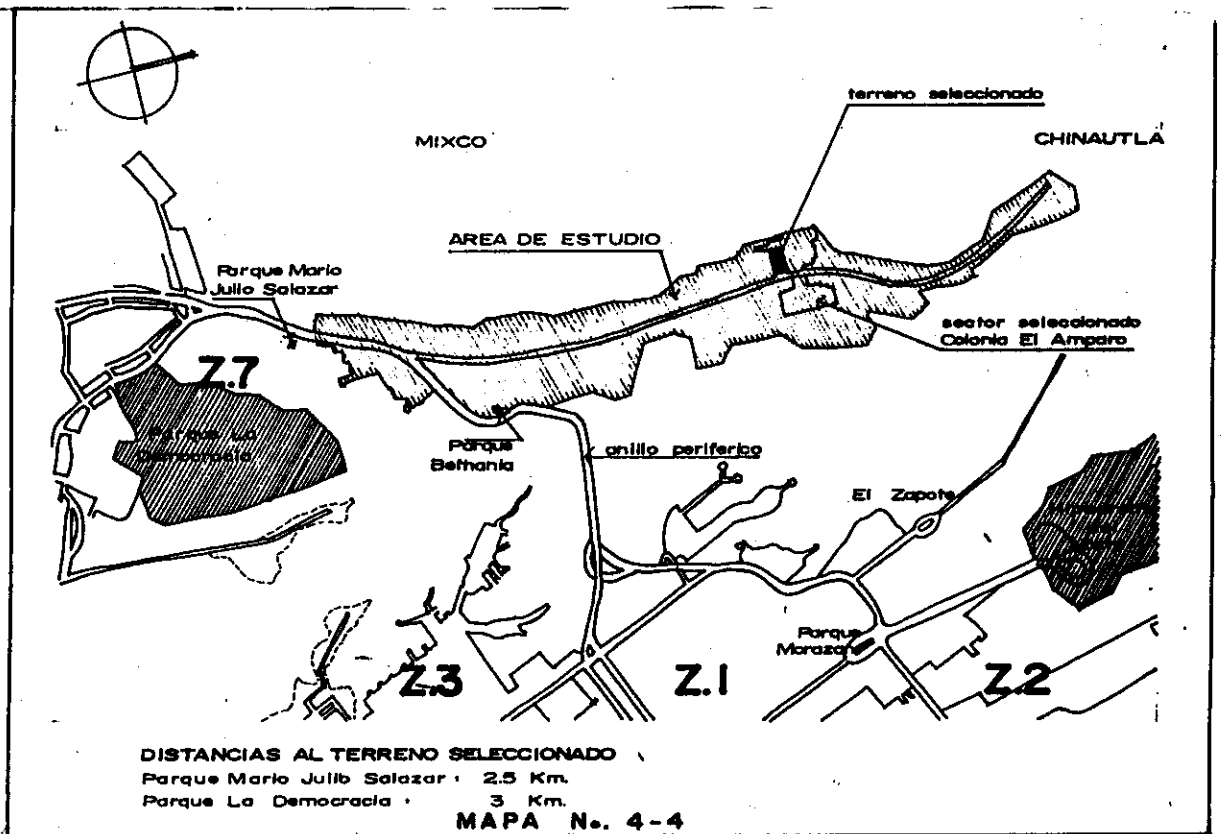 terreno seleccionado
MIXCO
CHINAUTLA
AREA DE ESTUDIO
Parque Mario
Julio Salazar
sector seleccionado
Colonia El Amparo
Z.7
Parque La
Democracia
Parque
Bethania
anillo periferico
El Zapote
Parque
Morazan
Z.3
Z.1
Z.2
DISTANCIAS AL TERRENO SELECCIONADO
Parque Mario Julio Salazar : 2.5 Km.
Parque La Democracia : 3 Km.
MAPA No. 4-4